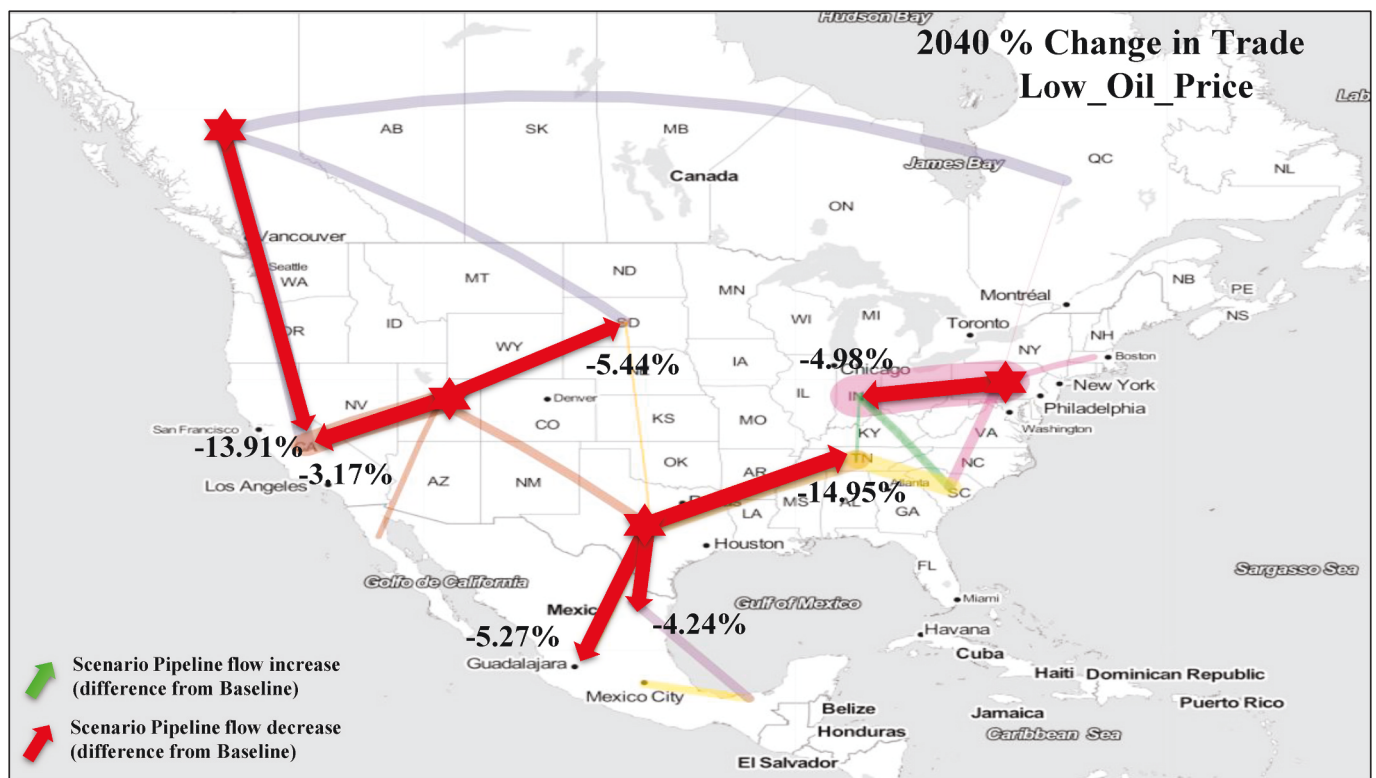 Hudson Bay
2040 % Change in Trade
Low_Oil_Price
Lab
AB
SK
MB
James Bay
QC
Canada
NL
ON
Vancouver
Seattle
WA
MT
ND
NB
PE
MN
Montréal
NS
OR
ID
SD
WI
MI
Toronto
NH
WY
-5.44%
IA
-4.98%
Chicago
NY
Boston
NV
Denver
IL
IN
New York
Philadelphia
San Francisco
CO
KS
MO
KY
VA
Washington
-13.91%
CA
-3.17%
TN
NC
Los Angeles
AZ
NM
OK
AR
-14.95%
Atlanta
SC
MS
AL
LA
GA
Houston
FL
Golfo de California
Mexic
Gulf of Mexico
Miami
Sargasso Sea
-5.27%
-4.24%
Havana
Cuba
Guadalajara
Scenario Pipeline flow increase
(difference from Baseline)
Mexico City
Haiti
Dominican Republic
Puerto Rico
Belize
Jamaica
Scenario Pipeline flow decrease
(difference from Baseline)
Honduras
Caribbean Sea
El Salvador